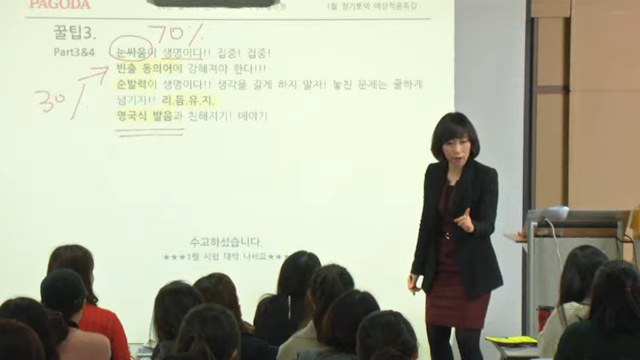 PAGODA
1월 정기토익 예상적중특강
꿀팁3.
70%
Part3&4
눈싸움이 생명이다!! 집중! 집중!
빈출 동의어에 강해져야 한다!!!
순발력이 생명이다!! 생각을 길게 하지 말자! 놓친 문제는 쿨하게
넘기자!! 리.듬.유.지.
30%
영국식 발음과 친해지기! 메야?!
수고하셨습니다.
★★★1월 시험 대박 나세요★★